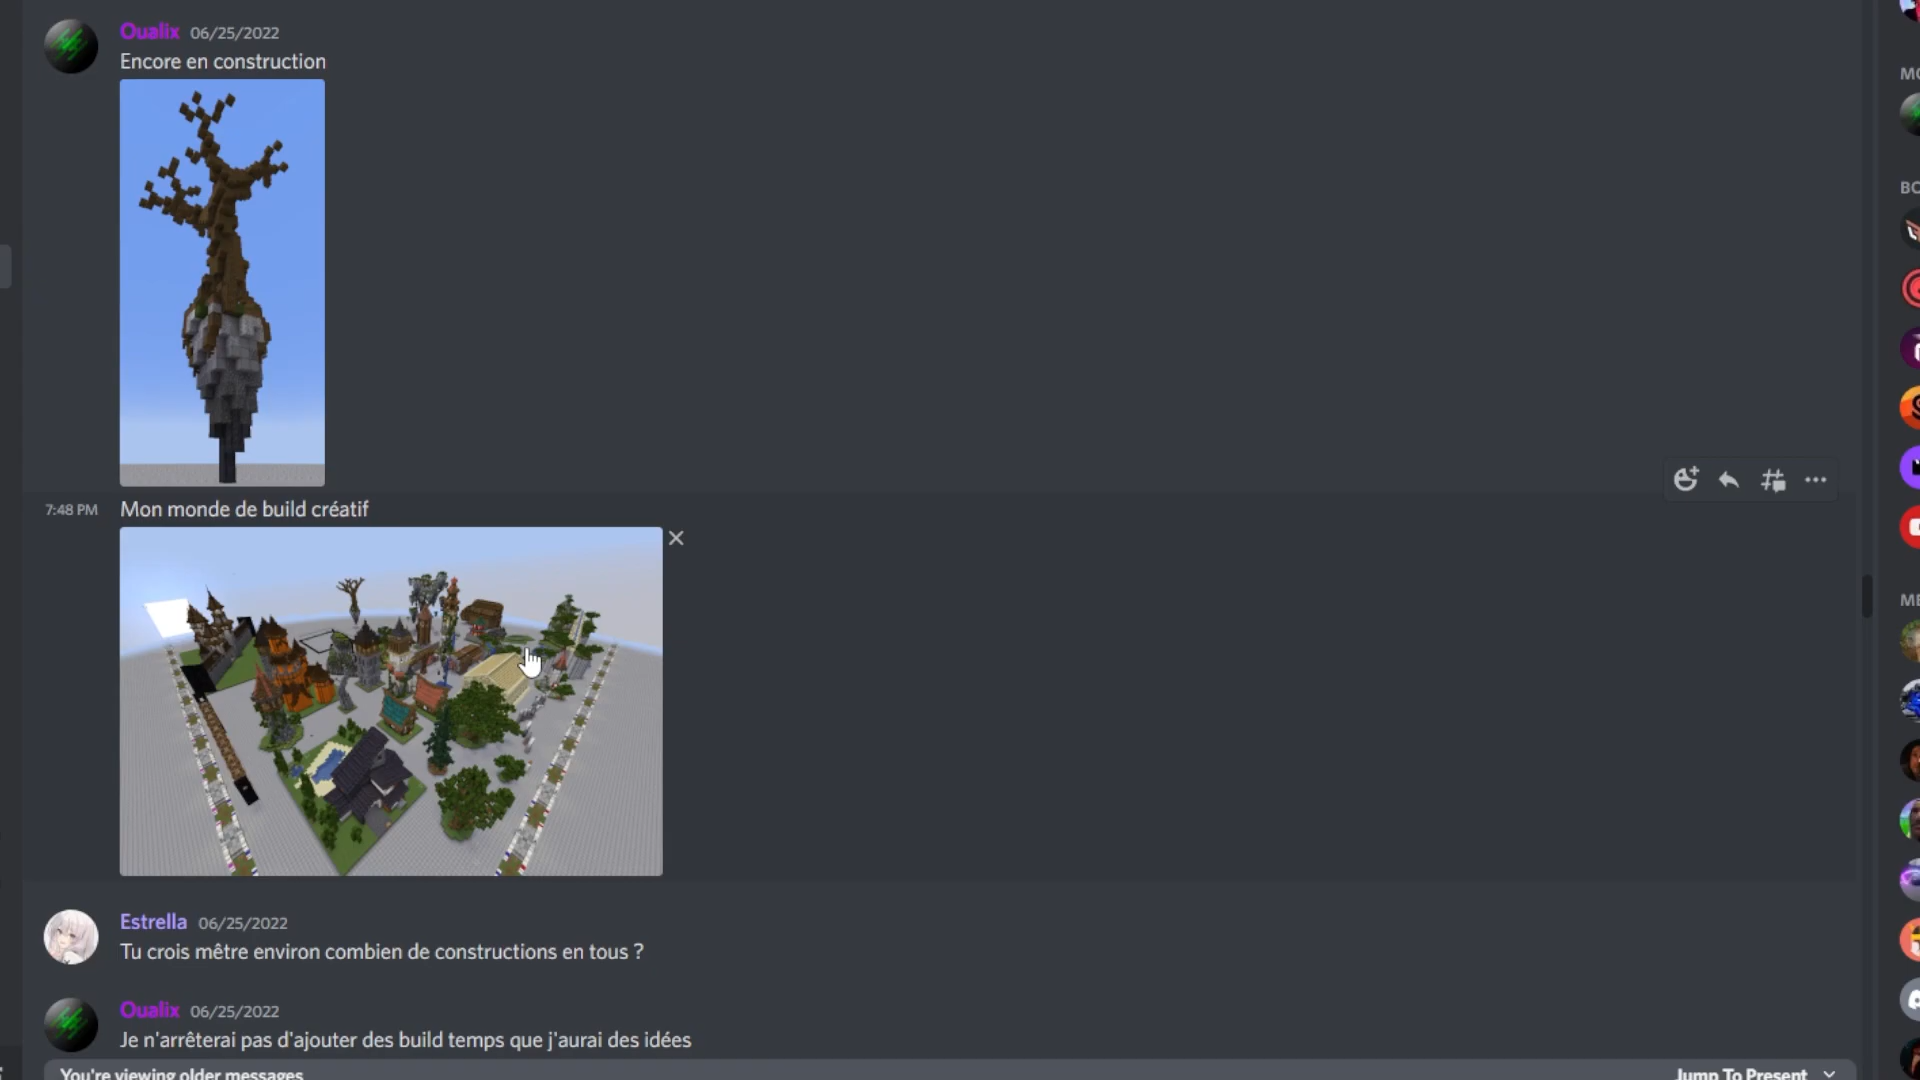 Oualix 06/25/2022
Encore en construction
7:48 PM Mon monde de build créatif
Estrella 06/25/2022
Tu crois mêtre environ combien de constructions en tous ?
Oualix 06/25/2022
Je n'arrêterai pas d'ajouter des build temps que j'aurai des idées
You're viewing older messages
Jump To Present